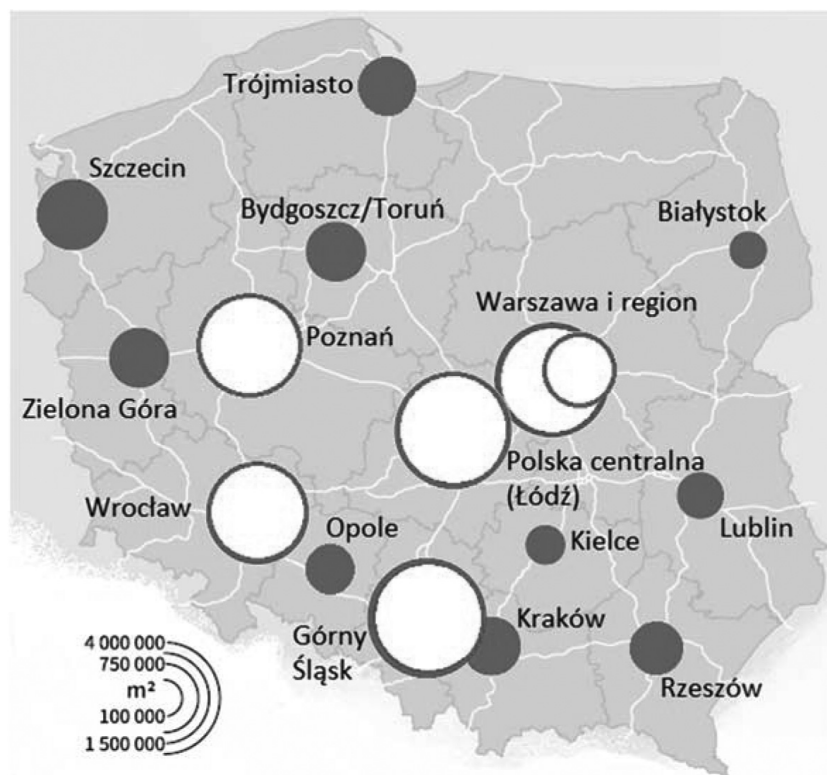 Trójmiasto
Szczecin
Bydgoszcz/Toruń
Białystok
Warszawa i region
Poznań
Zielona Góra
Polska centralna
(Łódź)
Wrocław
Lublin
Opole
Kielce
Kraków
Górny
Śląsk
Rzeszów
4 000 000
750 000
m²
100 000
1 500 000